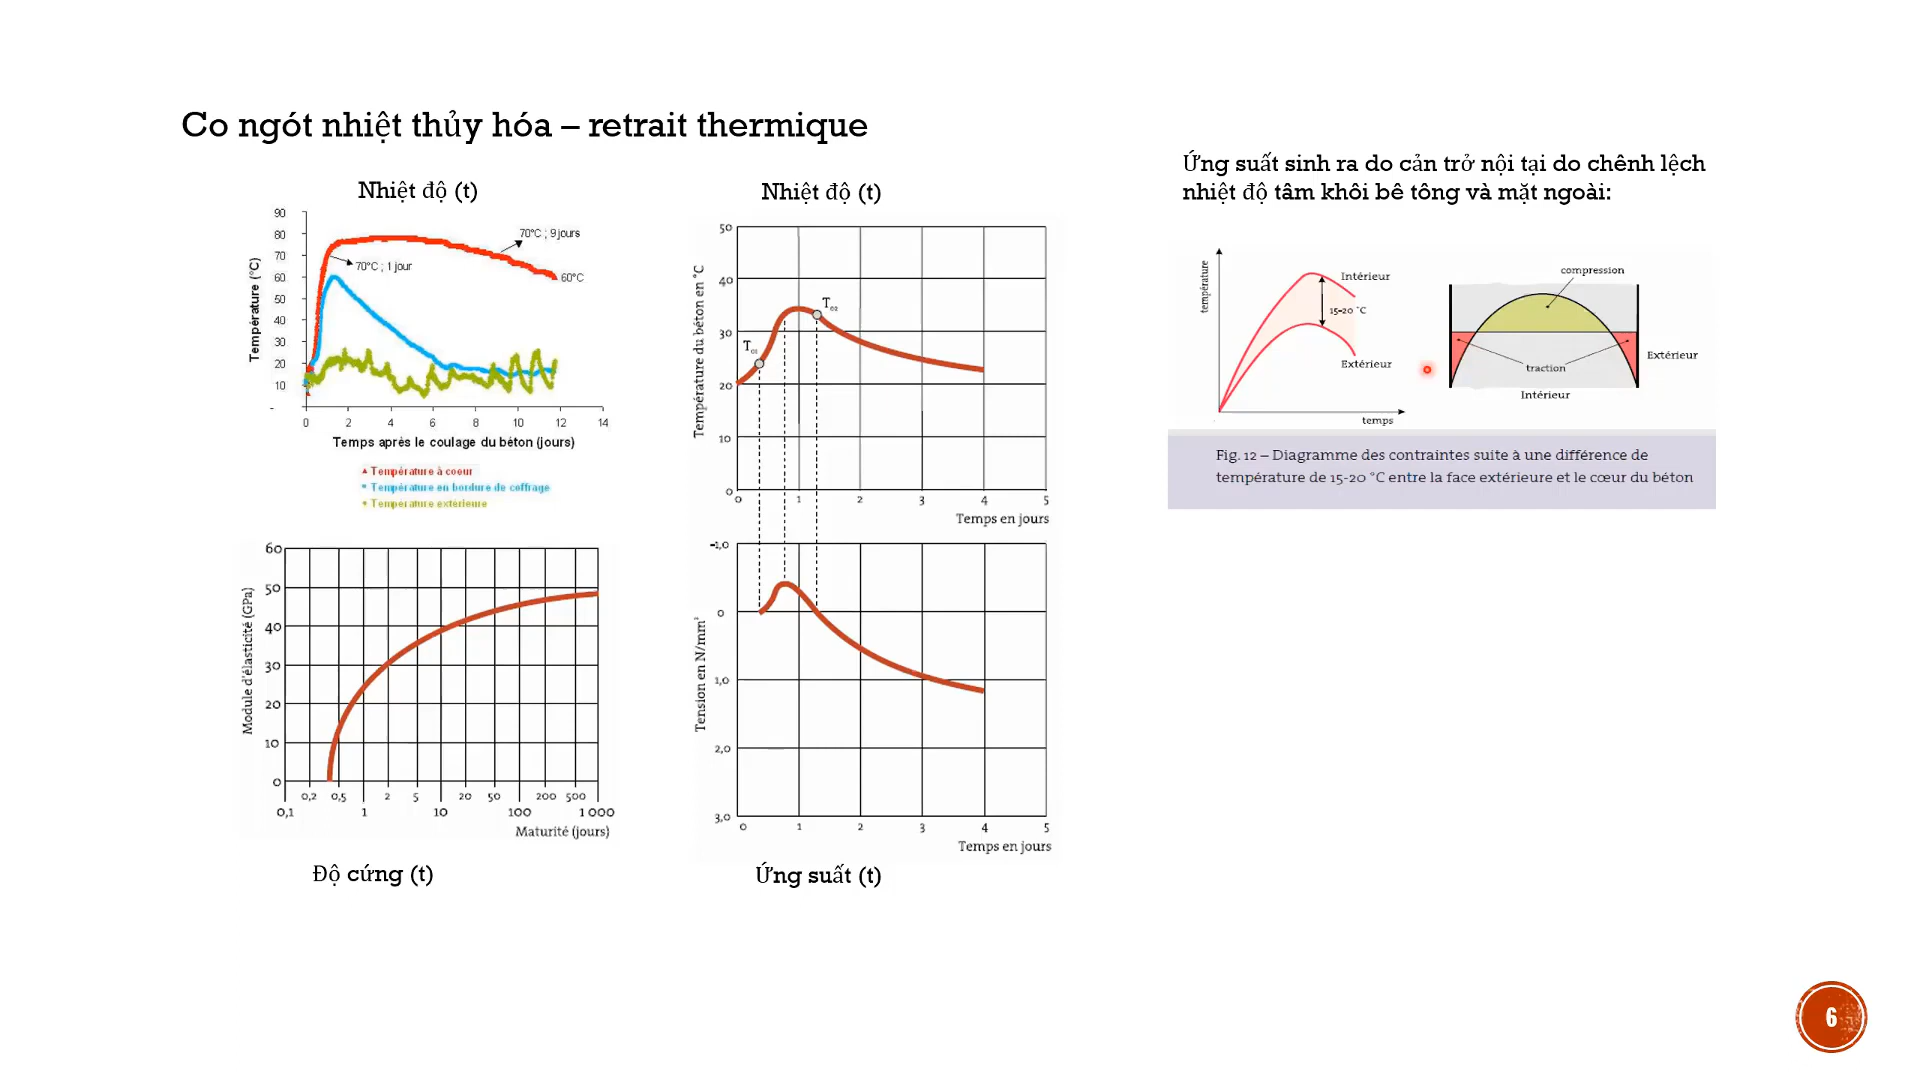 Co ngót nhiệt thủy hóa – retrait thermique
Nhiệt độ (t)
90
80
70
60
50
40
30
20
10
-
Température (°C)
70°C ; 9 jours
70°C ; 1 jour
60°C
0 2 4 6 8 10 12 14
Temps après le coulage du béton (jours)
Température à coeur
Température en bordure de coffrage
Température extérieure
60
50
40
30
20
10
0
Module d'élasticité (GPa)
0,2 0,5 2 5 20 50 200 500
0,1 1 10 100 1 000
Maturité (jours)
Độ cứng (t)
Nhiệt độ (t)
50
40
30
20
10
0
Température du béton en °C
T01
T02
0 1 2 3 4 5
Temps en jours
-1,0
0
1,0
2,0
3,0
Tension en N/mm²
0 1 2 3 4 5
Temps en jours
Ứng suất (t)
Ứng suất sinh ra do cản trở nội tại do chênh lệch
nhiệt độ tâm khôi bê tông và mặt ngoài:
température
Intérieur
15-20 °C
Extérieur
temps
compression
traction
Extérieur
Intérieur
Fig. 12 – Diagramme des contraintes suite à une différence de
température de 15-20 °C entre la face extérieure et le cœur du béton
6